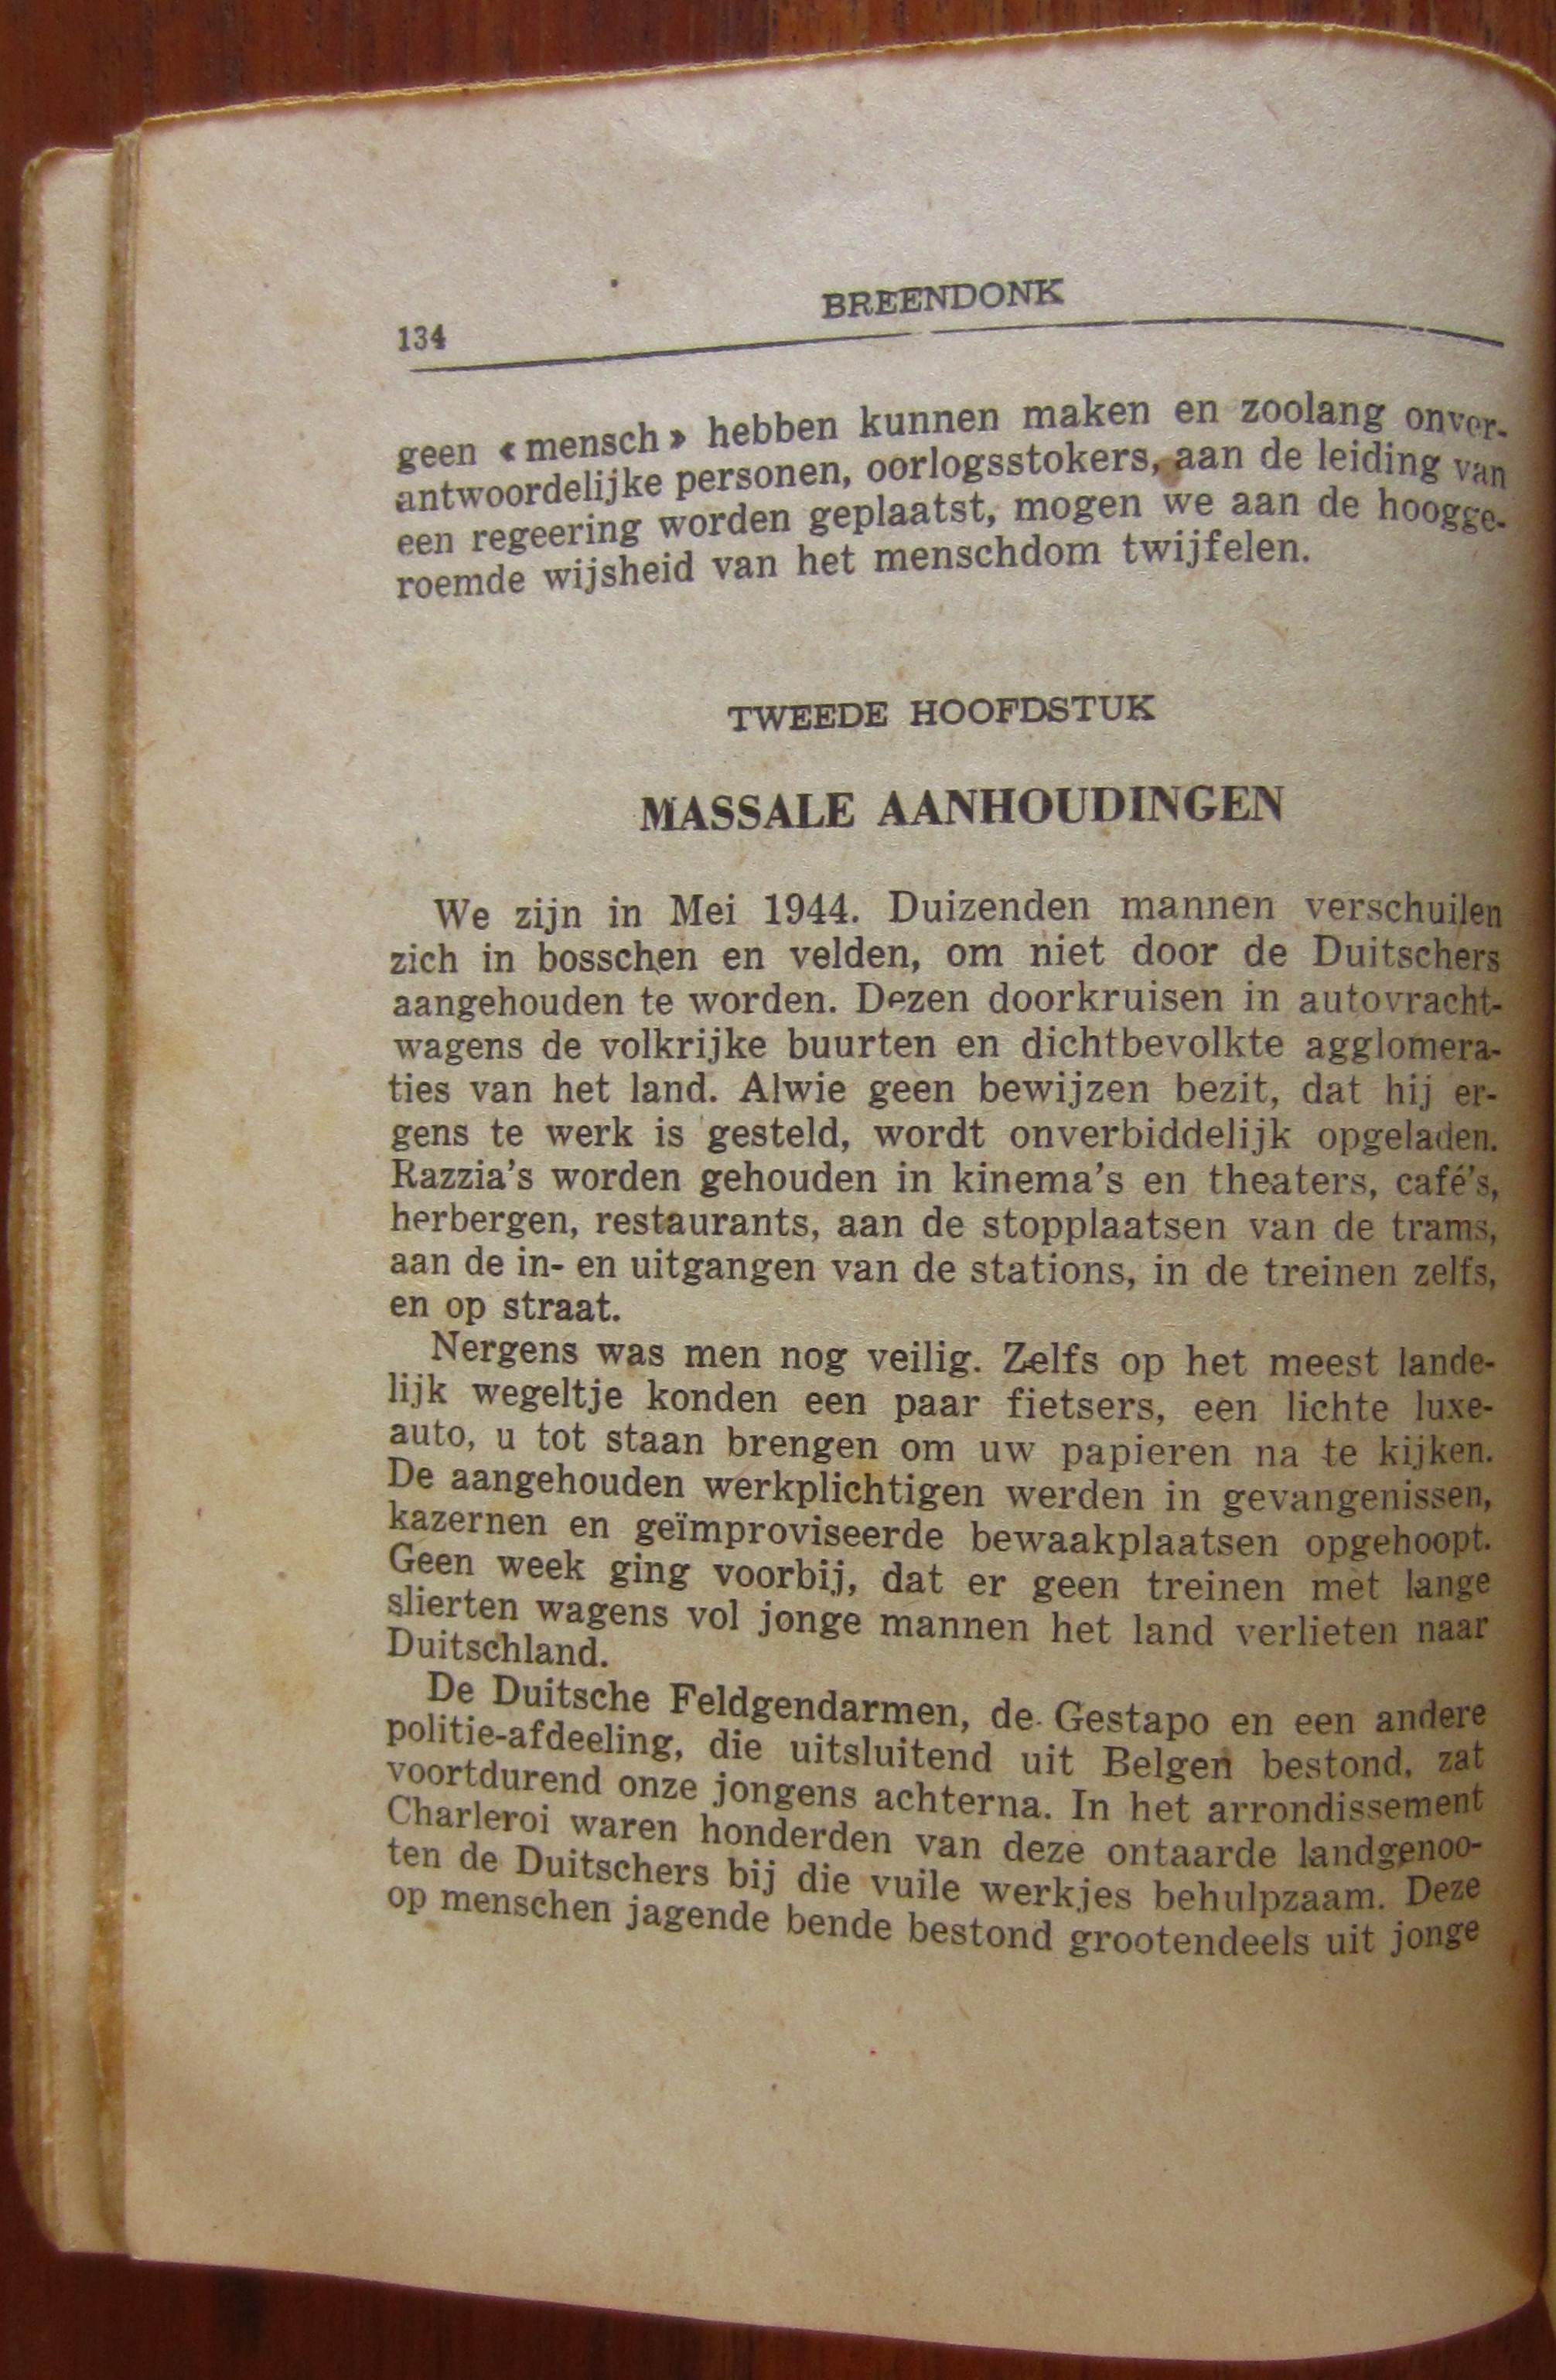 134
BREENDONK
geen «mensch» hebben kunnen maken en zoolang onver-
antwoordelijke personen, oorlogsstokers, aan de leiding van
een regeering worden geplaatst, mogen we aan de hoogge-
roemde wijsheid van het menschdom twijfelen.
TWEEDE HOOFDSTUK
MASSALE AANHOUDINGEN
We zijn in Mei 1944. Duizenden mannen verschuilen
zich in bosschen en velden, om niet door de Duitschers
aangehouden te worden. Dezen doorkruisen in autovracht-
wagens de volkrijke buurten en dichtbevolkte agglomera-
ties van het land. Alwie geen bewijzen bezit, dat hij er-
gens te werk is gesteld, wordt onverbiddelijk opgeladen.
Razzia's worden gehouden in kinema's en theaters, café's,
herbergen, restaurants, aan de stopplaatsen van de trams,
aan de in- en uitgangen van de stations, in de treinen zelfs,
en op straat.
Nergens was men nog veilig. Zelfs op het meest lande-
lijk wegeltje konden een paar fietsers, een lichte luxe-
auto, u tot staan brengen om uw papieren na te kijken.
De aangehouden werkplichtigen werden in gevangenissen,
kazernen en geïmproviseerde bewaakplaatsen opgehoopt.
Geen week ging voorbij, dat er geen treinen met lange
slierten wagens vol jonge mannen het land verlieten naar
Duitschland.
De Duitsche Feldgendarmen, de Gestapo en een andere
politie-afdeeling, die uitsluitend uit Belgen bestond, zat
voortdurend onze jongens achterna. In het arrondissement
Charleroi waren honderden van deze ontaarde landgenoo-
ten de Duitschers bij die vuile werkjes behulpzaam. Deze
op menschen jagende bende bestond grootendeels uit jonge